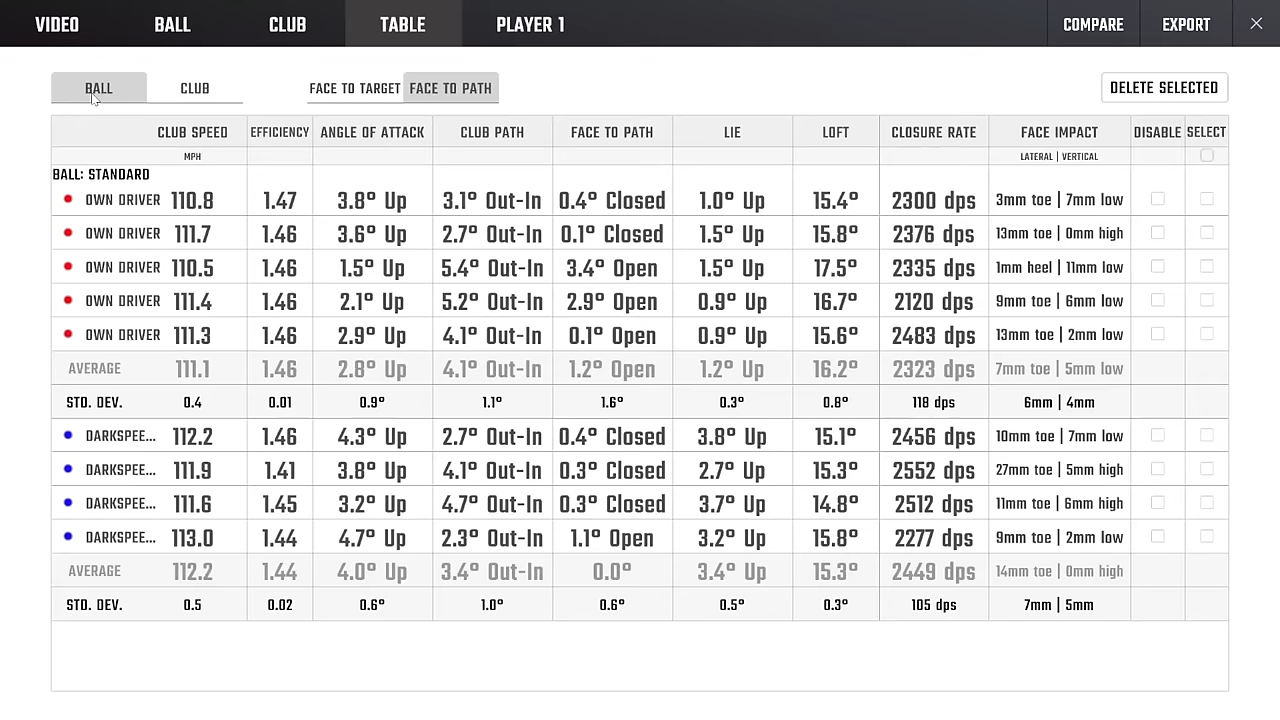 VIDEO BALL CLUB TABLE PLAYER 1 COMPARE EXPORT ×
BALL CLUB FACE TO TARGET FACE TO PATH DELETE SELECTED
CLUB SPEED EFFICIENCY ANGLE OF ATTACK CLUB PATH FACE TO PATH LIE LOFT CLOSURE RATE FACE IMPACT DISABLE SELECT
MPH LATERAL | VERTICAL
BALL: STANDARD
OWN DRIVER 110.8 1.47 3.8° Up 3.1° Out-In 0.4° Closed 1.0° Up 15.4° 2300 dps 3mm toe | 7mm low
OWN DRIVER 111.7 1.46 3.6° Up 2.7° Out-In 0.1° Closed 1.5° Up 15.8° 2376 dps 13mm toe | 0mm high
OWN DRIVER 110.5 1.46 1.5° Up 5.4° Out-In 3.4° Open 1.5° Up 17.5° 2335 dps 1mm heel | 11mm low
OWN DRIVER 111.4 1.46 2.1° Up 5.2° Out-In 2.9° Open 0.9° Up 16.7° 2120 dps 9mm toe | 6mm low
OWN DRIVER 111.3 1.46 2.9° Up 4.1° Out-In 0.1° Open 0.9° Up 15.6° 2483 dps 13mm toe | 2mm low
AVERAGE 111.1 1.46 2.8° Up 4.1° Out-In 1.2° Open 1.2° Up 16.2° 2323 dps 7mm toe | 5mm low
STD. DEV. 0.4 0.01 0.9° 1.1° 1.6° 0.3° 0.8° 118 dps 6mm | 4mm
DARKSPEE... 112.2 1.46 4.3° Up 2.7° Out-In 0.4° Closed 3.8° Up 15.1° 2456 dps 10mm toe | 7mm low
DARKSPEE... 111.9 1.41 3.8° Up 4.1° Out-In 0.3° Closed 2.7° Up 15.3° 2552 dps 27mm toe | 5mm high
DARKSPEE... 111.6 1.45 3.2° Up 4.7° Out-In 0.3° Closed 3.7° Up 14.8° 2512 dps 11mm toe | 6mm high
DARKSPEE... 113.0 1.44 4.7° Up 2.3° Out-In 1.1° Open 3.2° Up 15.8° 2277 dps 9mm toe | 2mm low
AVERAGE 112.2 1.44 4.0° Up 3.4° Out-In 0.0° 3.4° Up 15.3° 2449 dps 14mm toe | 0mm high
STD. DEV. 0.5 0.02 0.6° 1.0° 0.6° 0.5° 0.3° 105 dps 7mm | 5mm